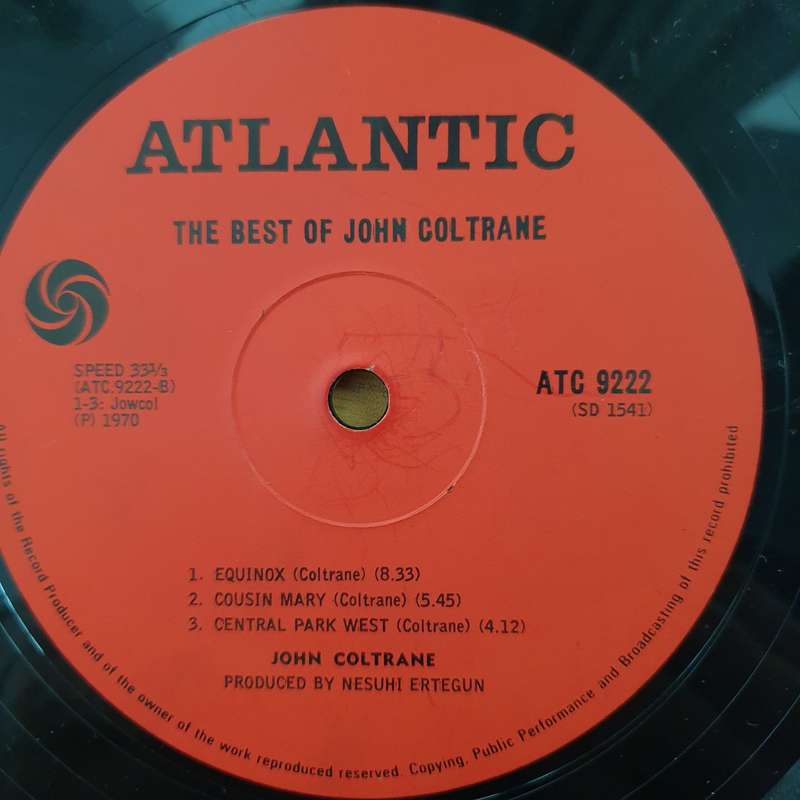 ATLANTIC
THE BEST OF JOHN COLTRANE
SPEED 33⅓
(ATC.9222-B)
1-3: Jowcol
(P) 1970
ATC 9222
(SD 1541)
1. EQUINOX (Coltrane) (8.33)
2. COUSIN MARY (Coltrane) (5.45)
3. CENTRAL PARK WEST (Coltrane) (4.12)
JOHN COLTRANE
PRODUCED BY NESUHI ERTEGUN
All rights of the Record Producer and of the owner of the work reproduced reserved. Copying, Public Performance and Broadcasting of this record prohibited